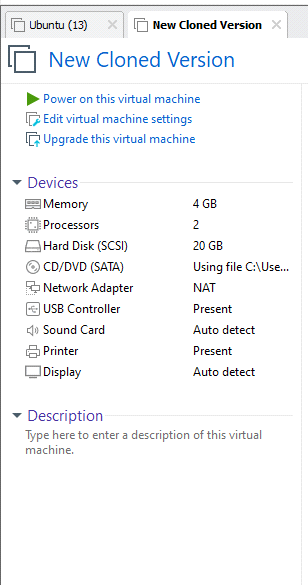 Ubuntu (13)
New Cloned Version
New Cloned Version
Power on this virtual machine
Edit virtual machine settings
Upgrade this virtual machine
Devices
Memory 4 GB
Processors 2
Hard Disk (SCSI) 20 GB
CD/DVD (SATA) Using file C:\Use...
Network Adapter NAT
USB Controller Present
Sound Card Auto detect
Printer Present
Display Auto detect
Description
Type here to enter a description of this virtual
machine.